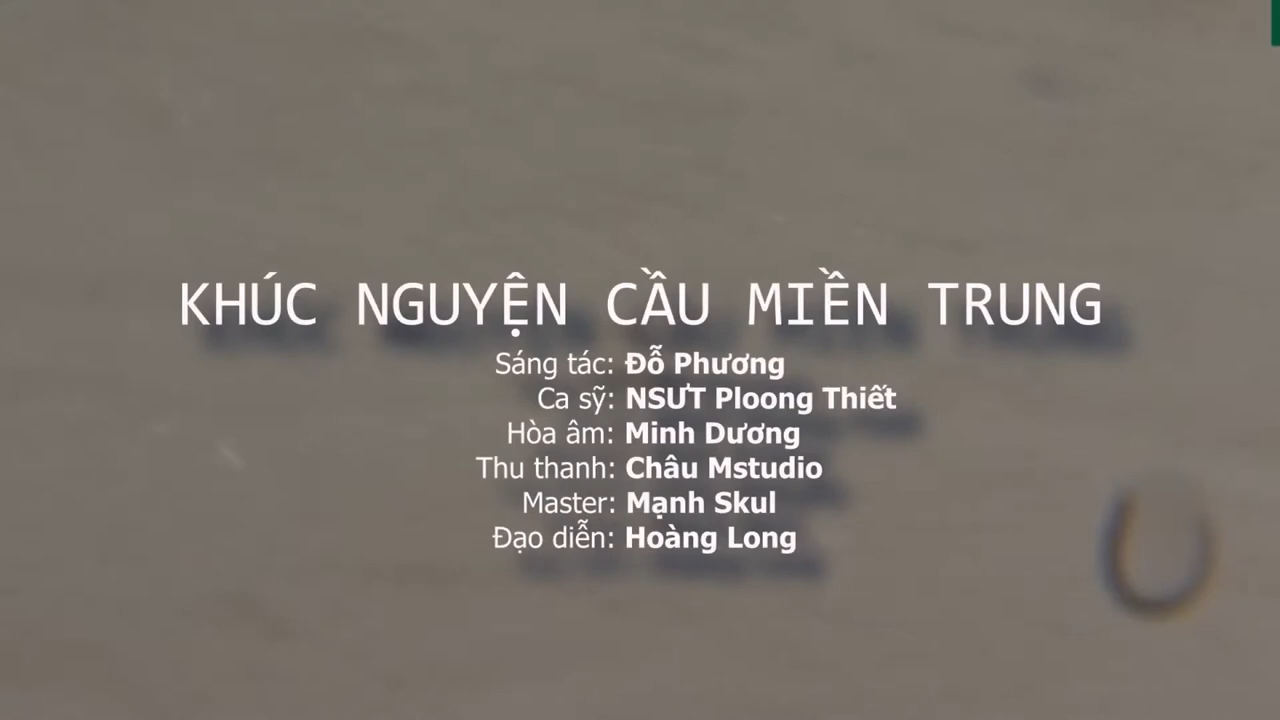 KHÚC NGUYỆN CẦU MIỀN TRUNG
Sáng tác: Đỗ Phương
Ca sỹ: NSƯT Ploong Thiết
Hòa âm: Minh Dương
Thu thanh: Châu Mstudio
Master: Mạnh Skul
Đạo diễn: Hoàng Long